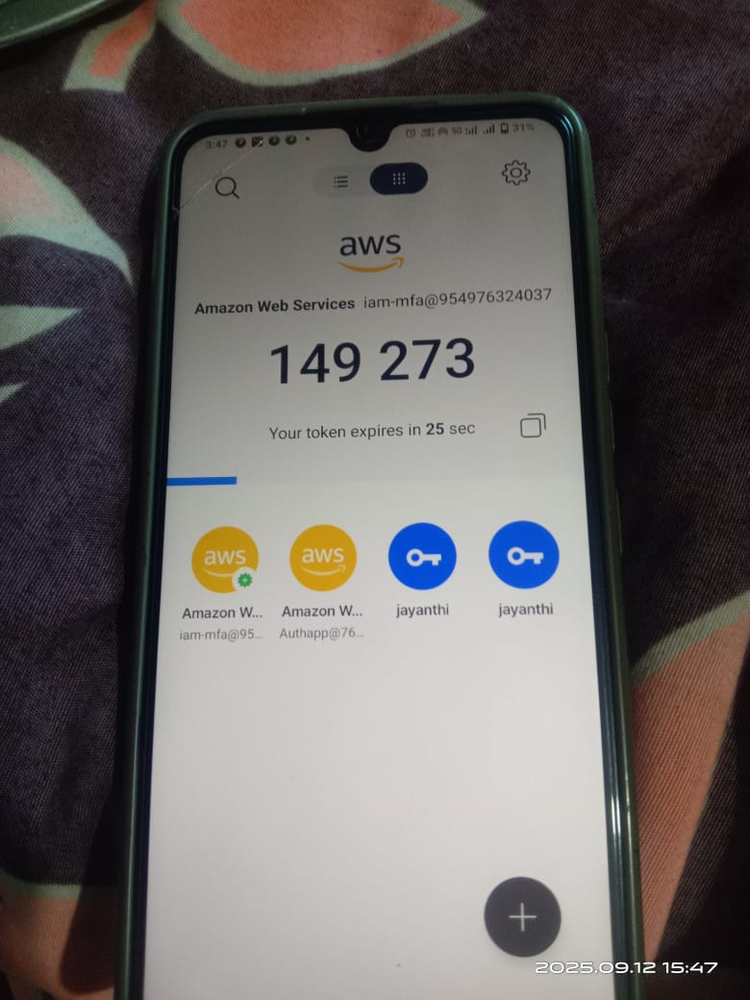 3:47 5G 31%
aws
Amazon Web Services iam-mfa@954976324037
149 273
Your token expires in 25 sec
aws aws
Amazon W... Amazon W... jayanthi jayanthi
iam-mfa@95... Authapp@76...
2025.09.12 15:47